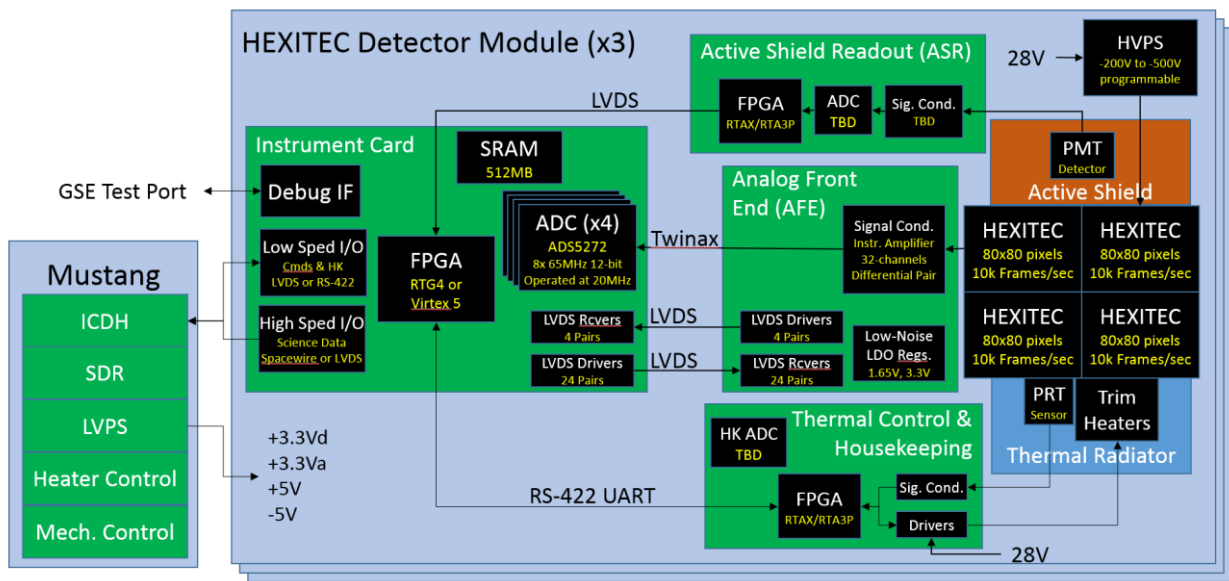 HEXITEC Detector Module (x3)
Active Shield Readout (ASR)
FPGA
RTAX/RTA3P
ADC
TBD
Sig. Cond.
TBD
28V
HVPS
-200V to -500V
programmable
LVDS
Instrument Card
SRAM
512MB
Debug IF
GSE Test Port
Low Sped I/O
Cmds & HK
LVDS or RS-422
High Sped I/O
Science Data
Spacewire or LVDS
FPGA
RTG4 or
Virtex 5
ADC (x4)
ADS5272
8x 65MHz 12-bit
Operated at 20MHz
LVDS Rcvers
4 Pairs
LVDS Drivers
24 Pairs
Twinax
LVDS
LVDS
Analog Front
End (AFE)
Signal Cond.
Instr. Amplifier
32-channels
Differential Pair
LVDS Drivers
4 Pairs
LVDS Rcvers
24 Pairs
Low-Noise
LDO Regs.
1.65V, 3.3V
PMT
Detector
Active Shield
HEXITEC
80x80 pixels
10k Frames/sec
HEXITEC
80x80 pixels
10k Frames/sec
HEXITEC
80x80 pixels
10k Frames/sec
HEXITEC
80x80 pixels
10k Frames/sec
PRT
Sensor
Trim
Heaters
Thermal Radiator
Mustang
ICDH
SDR
LVPS
Heater Control
Mech. Control
+3.3Vd
+3.3Va
+5V
-5V
RS-422 UART
Thermal Control &
Housekeeping
HK ADC
TBD
FPGA
RTAX/RTA3P
Sig. Cond.
Drivers
28V